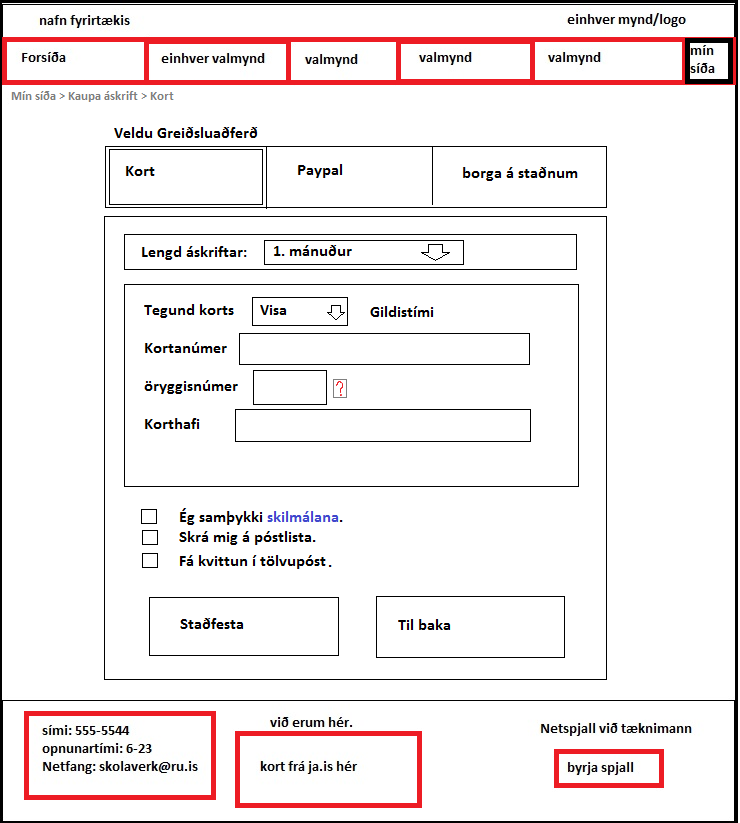 nafn fyrirtækis
einhver mynd/logo
Forsíða
einhver valmynd
valmynd
valmynd
valmynd
mín
síða
Mín síða > Kaupa áskrift > Kort
Veldu Greiðsluaðferð
Kort
Paypal
borga á staðnum
Lengd áskriftar:
1. mánuður
Tegund korts
Visa
Gildistími
Kortanúmer
öryggisnúmer
?
Korthafi
Ég samþykki skilmálana.
Skrá mig á póstlista.
Fá kvittun í tölvupóst.
Staðfesta
Til baka
sími: 555-5544
opnunartími: 6-23
Netfang: skolaverk@ru.is
við erum hér.
kort frá ja.is hér
Netspjall við tæknimann
byrja spjall